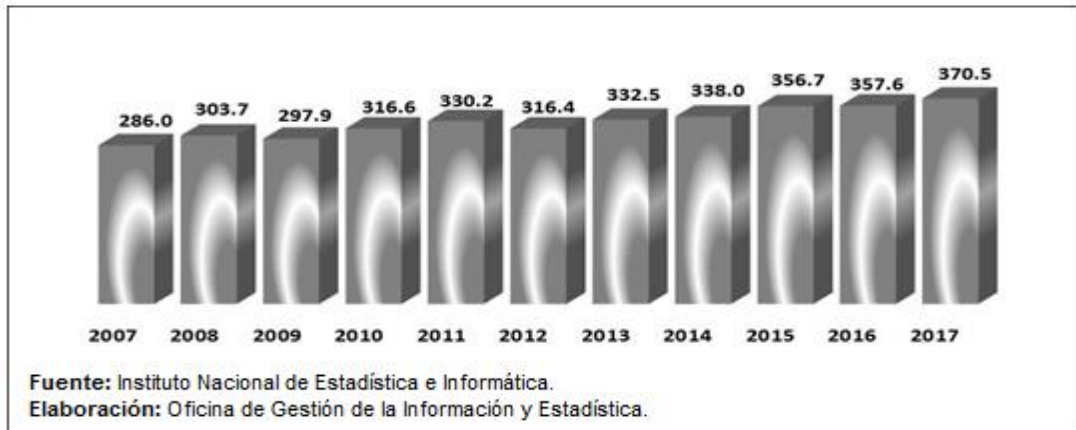 286.0 303.7 297.9 316.6 330.2 316.4 332.5 338.0 356.7 357.6 370.5
2007 2008 2009 2010 2011 2012 2013 2014 2015 2016 2017
Fuente: Instituto Nacional de Estadística e Informática.
Elaboración: Oficina de Gestión de la Información y Estadística.